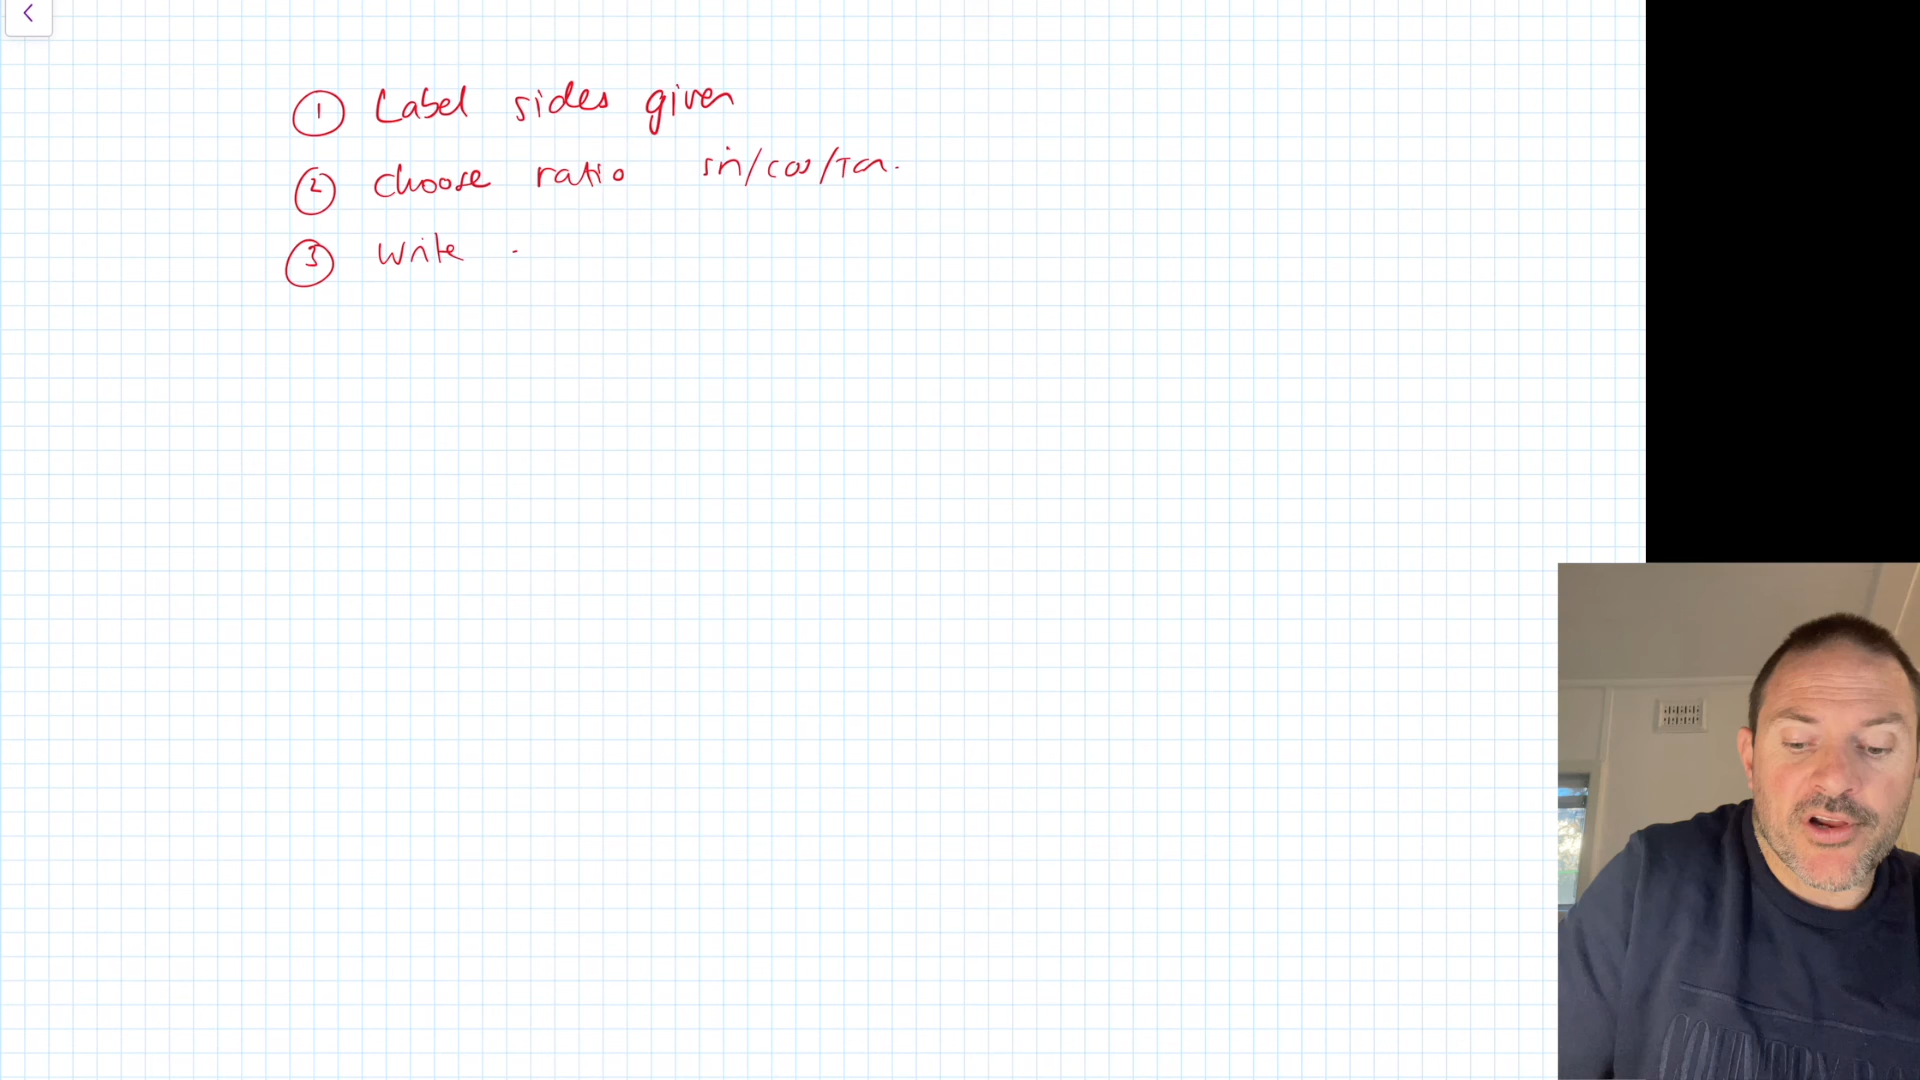 ① Label sides given
② choose ratio sin/cos/Tan.
③ write